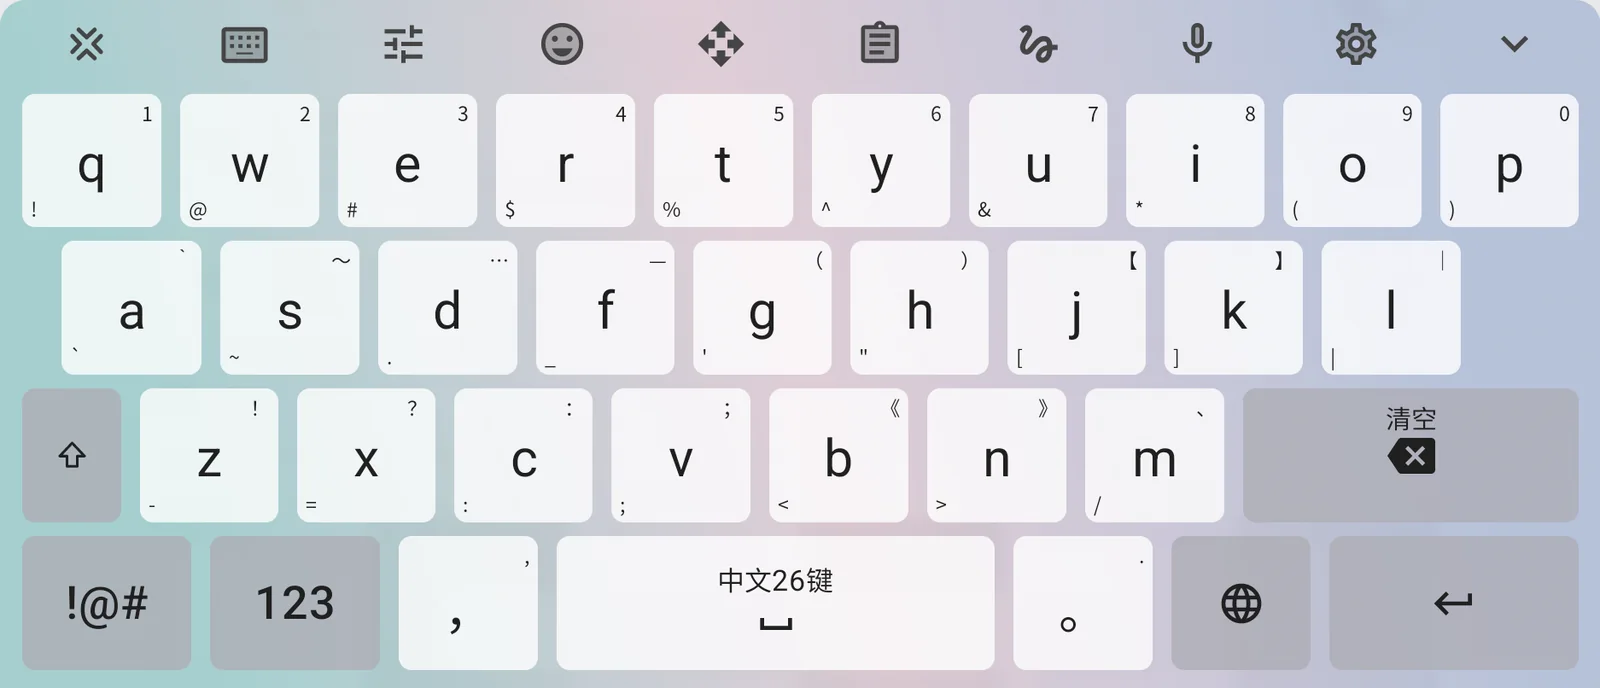 1 2 3 4 5 6 7 8 9 0
q w e r t y u i o p
! @ # $ % ^ & * ( )
` ～ … — （ ） 【 】 ｜
a s d f g h j k l
` ~ . _ ' " [ ] |
! ? : ; 《 》 、 清空
z x c v b n m
- = : ; < > /
, 中文26键 .
!@# 123 ， 。